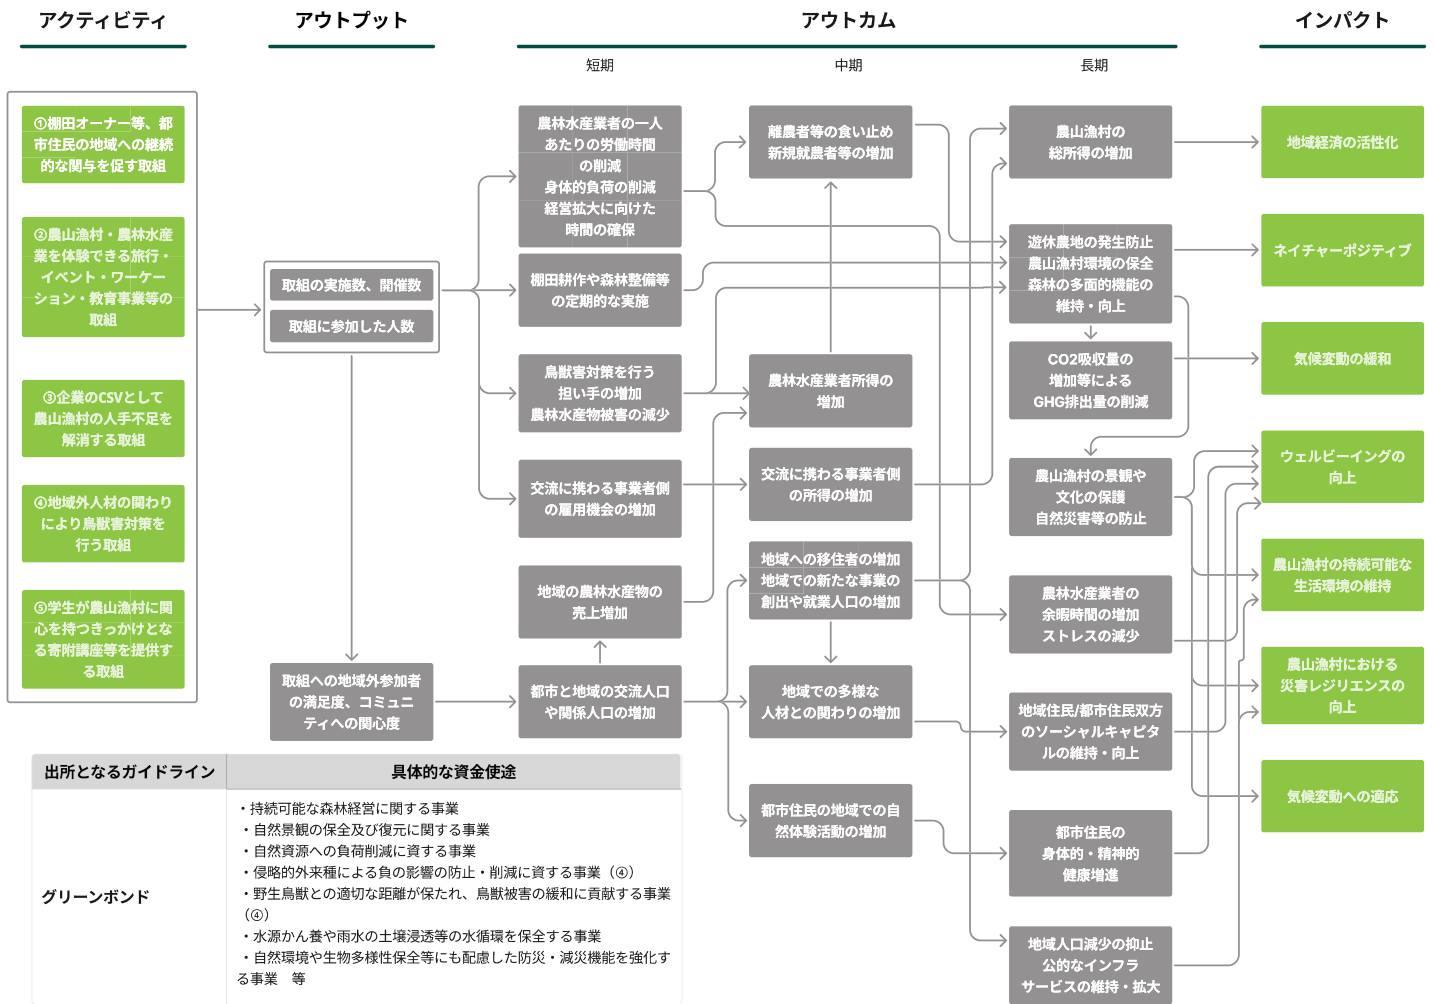 アクティビティ
アウトプット
アウトカム
インパクト
短期
中期
長期
①棚田オーナー等、都
市住民の地域への継続
的な関与を促す取組
②農山漁村・農林水産
業を体験できる旅行・
イベント・ワーケー
ション・教育事業等の
取組
③企業のCSVとして
農山漁村の人手不足を
解消する取組
④地域外人材の関わり
により鳥獣害対策を
行う取組
⑤学生が農山漁村に関
心を持つきっかけとな
る寄附講座等を提供す
る取組
取組の実施数、開催数
取組に参加した人数
取組への地域外参加者
の満足度、コミュニ
ティへの関心度
農林水産業者の一人
あたりの労働時間
の削減
身体的負荷の削減
経営拡大に向けた
時間の確保
棚田耕作や森林整備等
の定期的な実施
鳥獣害対策を行う
担い手の増加
農林水産物被害の減少
交流に携わる事業者側
の雇用機会の増加
地域の農林水産物の
売上増加
都市と地域の交流人口
や関係人口の増加
離農者等の食い止め
新規就農者等の増加
農林水産業者所得の
増加
交流に携わる事業者側
の所得の増加
地域への移住者の増加
地域での新たな事業の
創出や就業人口の増加
地域での多様な
人材との関わりの増加
都市住民の地域での自
然体験活動の増加
農山漁村の
総所得の増加
遊休農地の発生防止
農山漁村環境の保全
森林の多面的機能の
維持・向上
CO2吸収量の
増加等による
GHG排出量の削減
農山漁村の景観や
文化の保護
自然災害等の防止
農林水産業者の
余暇時間の増加
ストレスの減少
地域住民/都市住民双方
のソーシャルキャピタ
ルの維持・向上
都市住民の
身体的・精神的
健康増進
地域人口減少の抑止
公的なインフラ
サービスの維持・拡大
地域経済の活性化
ネイチャーポジティブ
気候変動の緩和
ウェルビーイングの
向上
農山漁村の持続可能な
生活環境の維持
農山漁村における
災害レジリエンスの
向上
気候変動への適応
出所となるガイドライン
具体的な資金使途
グリーンボンド
・持続可能な森林経営に関する事業
・自然景観の保全及び復元に関する事業
・自然資源への負荷削減に資する事業
・侵略的外来種による負の影響の防止・削減に資する事業（④）
・野生鳥獣との適切な距離が保たれ、鳥獣被害の緩和に貢献する事業
（④）
・水源かん養や雨水の土壌浸透等の水循環を保全する事業
・自然環境や生物多様性保全等にも配慮した防災・減災機能を強化す
る事業　等